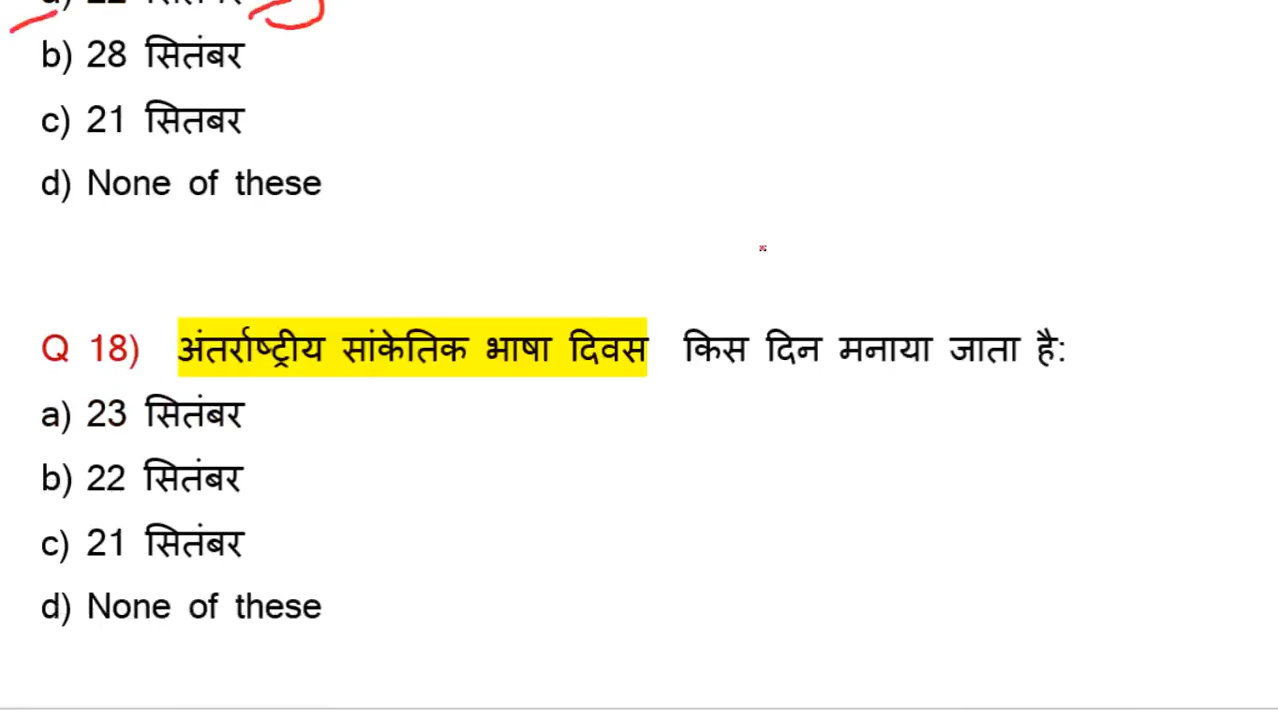 b) 28 सितंबर
c) 21 सितबर
d) None of these
Q 18) अंतर्राष्ट्रीय सांकेतिक भाषा दिवस किस दिन मनाया जाता है:
a) 23 सितंबर
b) 22 सितंबर
c) 21 सितंबर
d) None of these